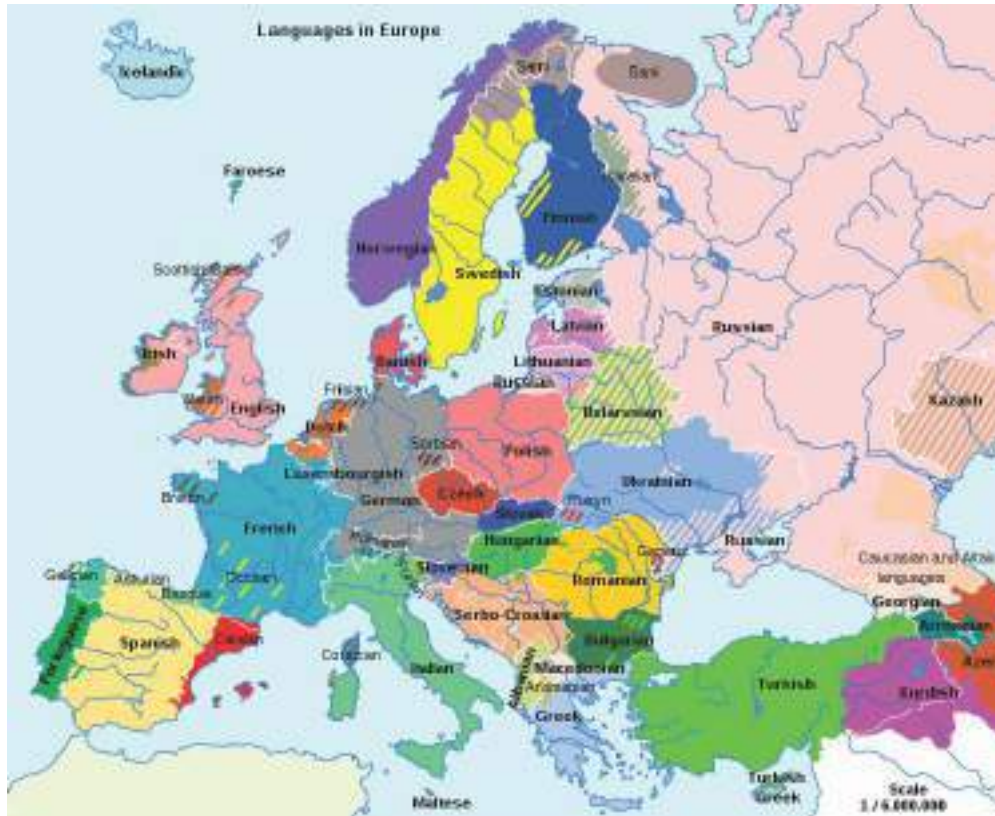 Languages in Europe
Icelandic
Sami
Faroese
Norwegian
Finnish
Swedish
Estonian
Russian
Irish
Danish
Latvian
Lithuanian
Russian
Frisian
Welsh
English
Dutch
Belarusian
Kazakh
Sorbian
Polish
Luxembourgish
German
Czech
Ukrainian
Breton
French
Slovak
Rusyn
Russian
Hungarian
Romanian
Slovenian
Galician
Asturian
Occitan
Basque
Caucasian and Altaic
languages
Georgian
Serbo-Croatian
Portuguese
Spanish
Catalan
Bulgarian
Armenian
Corsican
Italian
Albanian
Macedonian
Aromanian
Turkish
Kurdish
Azeri
Greek
Maltese
Turkish
Greek
Scale
1 / 6.000.000